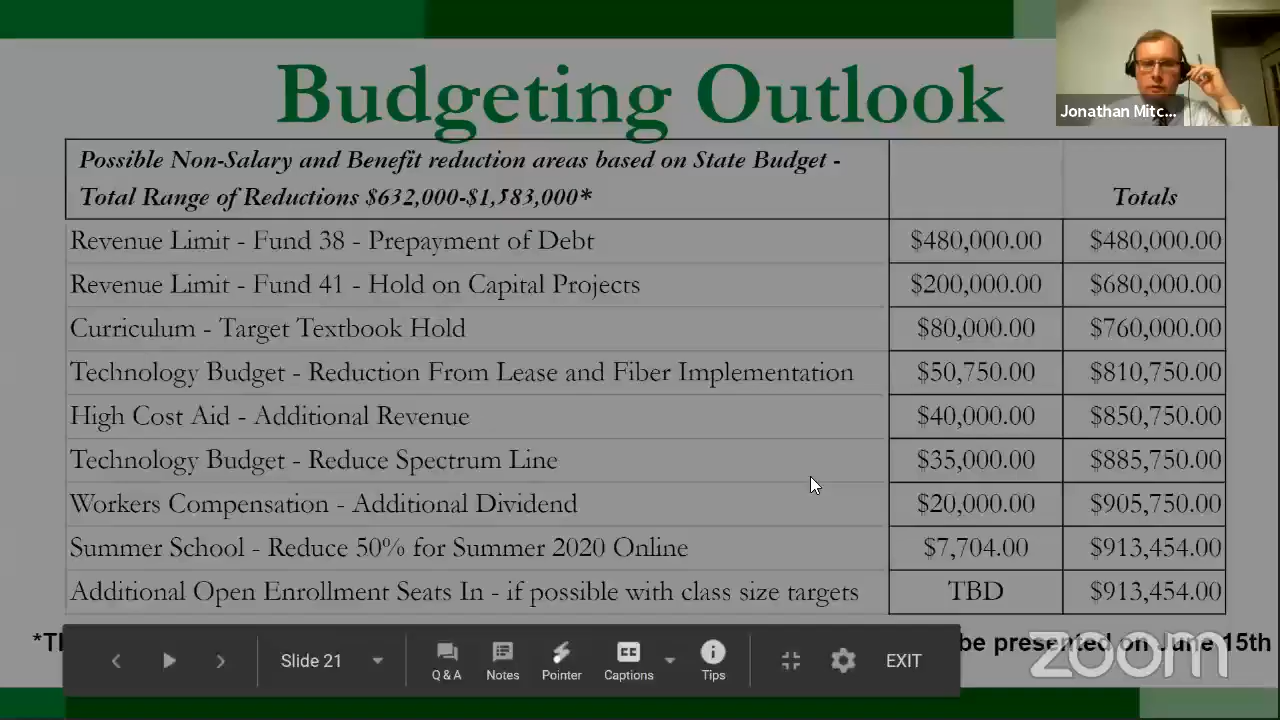 Budgeting Outlook
Jonathan Mitc...
Possible Non-Salary and Benefit reduction areas based on State Budget -
Total Range of Reductions $632,000-$1,583,000*
Totals
Revenue Limit - Fund 38 - Prepayment of Debt $480,000.00 $480,000.00
Revenue Limit - Fund 41 - Hold on Capital Projects $200,000.00 $680,000.00
Curriculum - Target Textbook Hold $80,000.00 $760,000.00
Technology Budget - Reduction From Lease and Fiber Implementation $50,750.00 $810,750.00
High Cost Aid - Additional Revenue $40,000.00 $850,750.00
Technology Budget - Reduce Spectrum Line $35,000.00 $885,750.00
Workers Compensation - Additional Dividend $20,000.00 $905,750.00
Summer School - Reduce 50% for Summer 2020 Online $7,704.00 $913,454.00
Additional Open Enrollment Seats In - if possible with class size targets TBD $913,454.00
be presented on June 15th
zoom
Slide 21
Q & A Notes Pointer CC Captions Tips EXIT